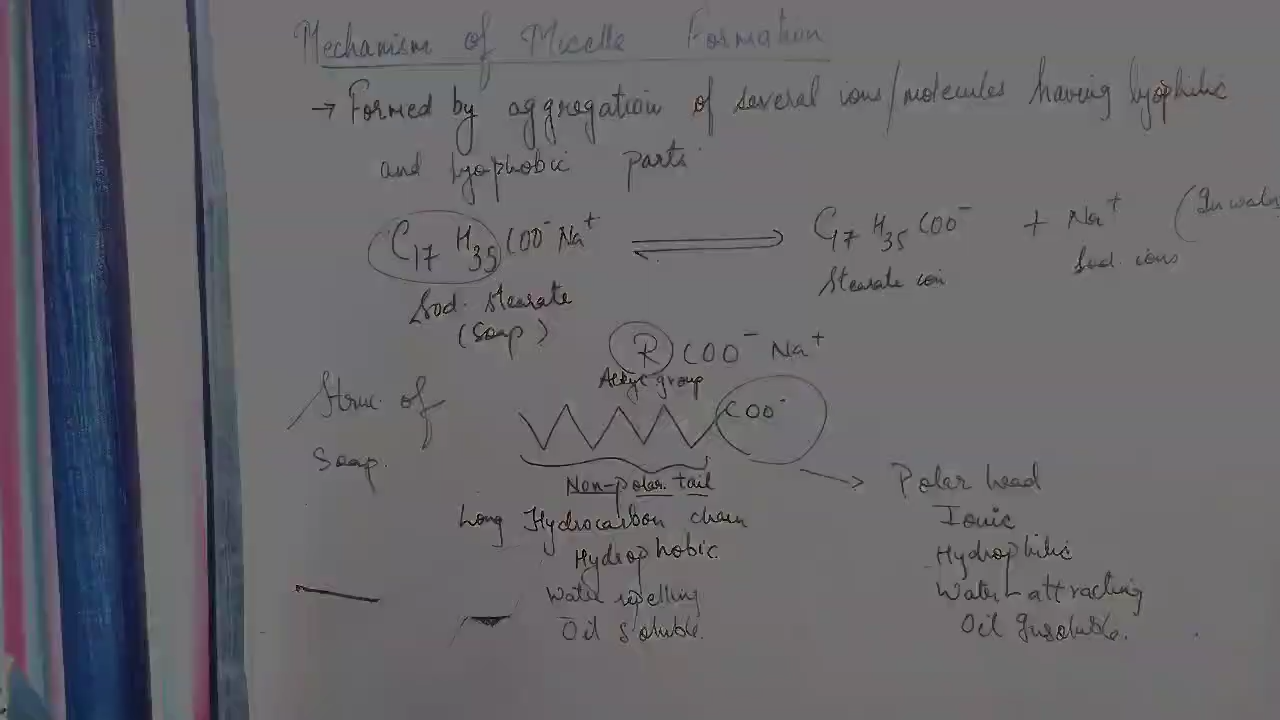 Mechanism of Micelle Formation
→ Formed by aggregation of several ions/molecules having lyophilic
and lyophobic parts
C17 H35 COO⁻ Na⁺ ⇌ C17 H35 COO⁻ + Na⁺ (In water
Sod. Stearate
Stearate ion
Sod. ions
(Soap)
R COO⁻ Na⁺
Alkyl group
Struc. of
Soap.
COO⁻
Non-polar tail
Long Hydrocarbon chain
Hydrophobic
Water repelling
Oil soluble.
→ Polar head
Ionic
Hydrophilic
Water-attracting
Oil Insoluble.